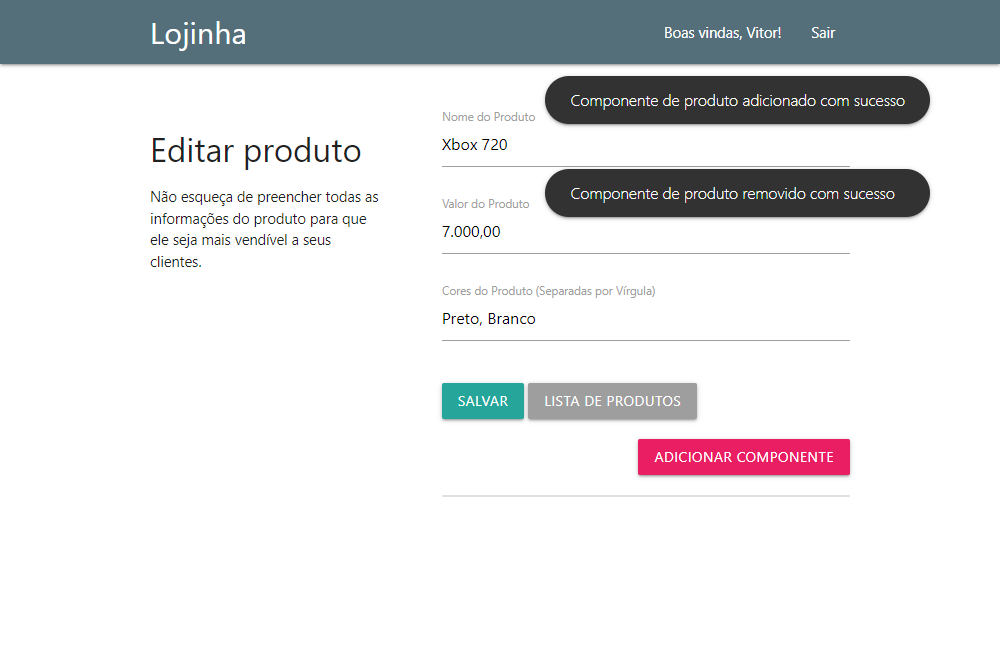 Lojinha
Boas vindas, Vitor!
Sair
Componente de produto adicionado com sucesso
Componente de produto removido com sucesso
Editar produto
Não esqueça de preencher todas as
informações do produto para que
ele seja mais vendível a seus
clientes.
Nome do Produto
Xbox 720
Valor do Produto
7.000,00
Cores do Produto (Separadas por Vírgula)
Preto, Branco
SALVAR
LISTA DE PRODUTOS
ADICIONAR COMPONENTE